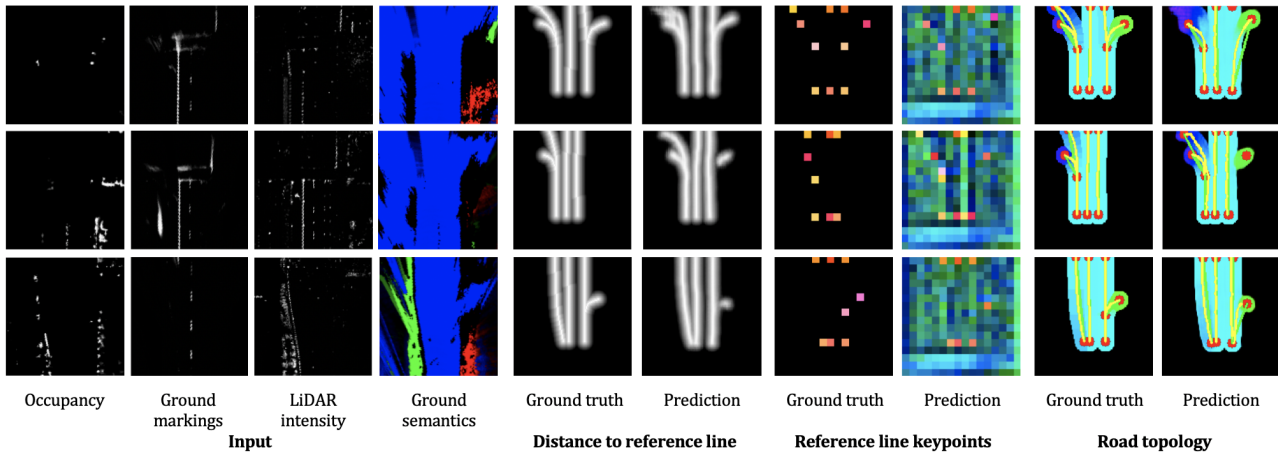 Occupancy
Ground
markings
LiDAR
intensity
Ground
semantics
Ground truth
Prediction
Ground truth
Prediction
Ground truth
Prediction
Input
Distance to reference line
Reference line keypoints
Road topology